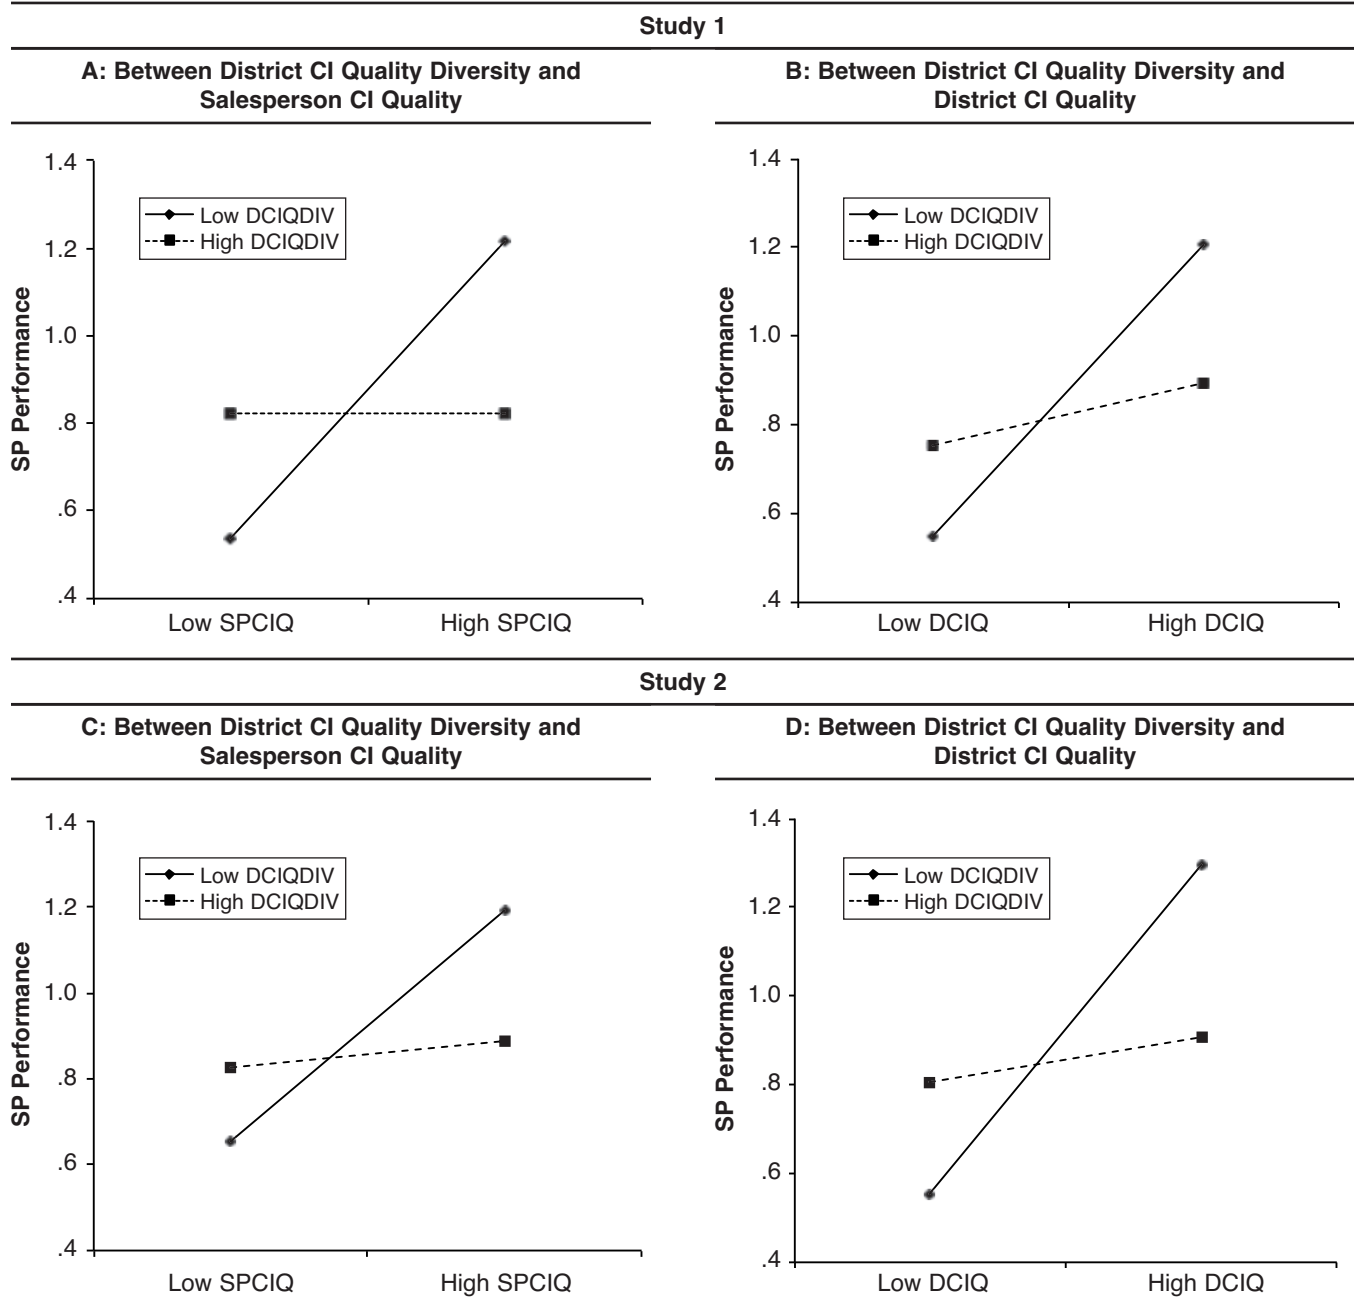 Study 1
A: Between District CI Quality Diversity and
Salesperson CI Quality
1.4
1.2
1.0
.8
.6
.4
SP Performance
Low DCIQDIV
High DCIQDIV
Low SPCIQ
High SPCIQ
B: Between District CI Quality Diversity and
District CI Quality
1.4
1.2
1.0
.8
.6
.4
SP Performance
Low DCIQDIV
High DCIQDIV
Low DCIQ
High DCIQ
Study 2
C: Between District CI Quality Diversity and
Salesperson CI Quality
1.4
1.2
1.0
.8
.6
.4
SP Performance
Low DCIQDIV
High DCIQDIV
Low SPCIQ
High SPCIQ
D: Between District CI Quality Diversity and
District CI Quality
1.4
1.2
1.0
.8
.6
.4
SP Performance
Low DCIQDIV
High DCIQDIV
Low DCIQ
High DCIQ